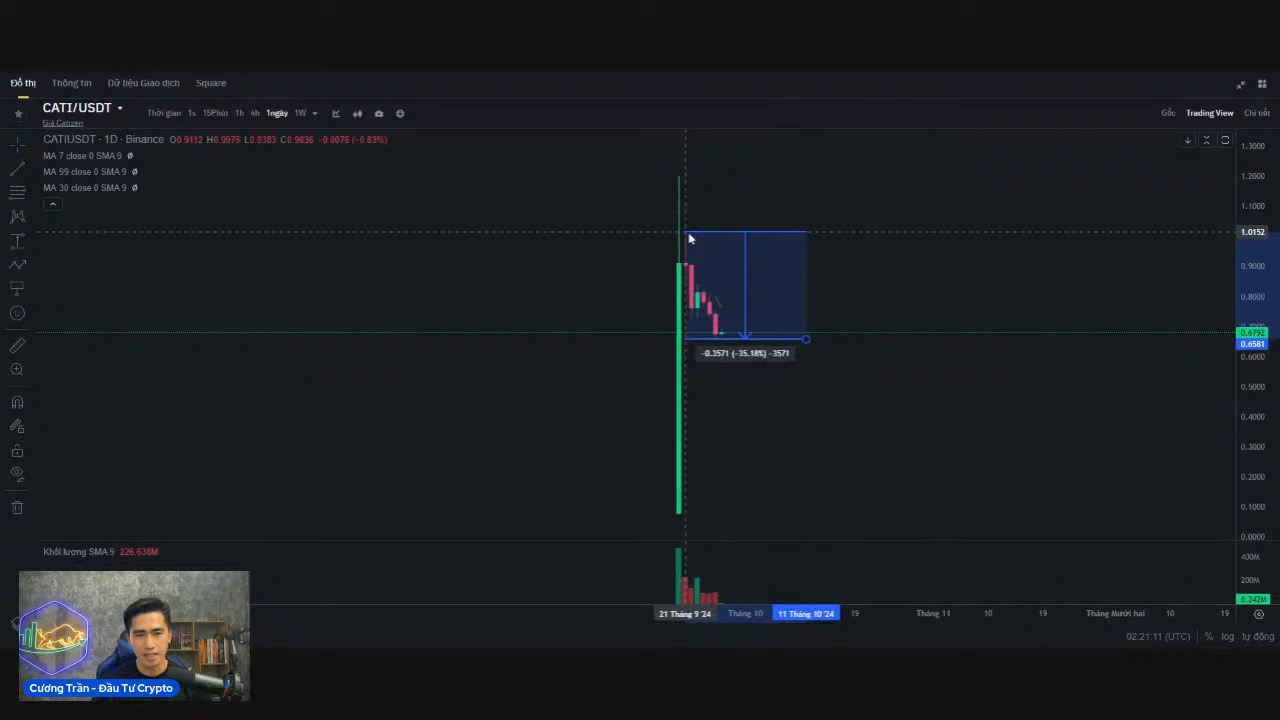 Đồ thị Thông tin Dữ liệu Giao dịch Square
CATI/USDT
Giá Catizen
Thời gian 1s 15Phút 1h 4h 1ngày 1W
Gốc Trading View Chi tiết
CATIUSDT · 1D · Binance O0.9112 H0.9975 L0.8383 C0.9036 −0.0076 (−0.83%)
MA 7 close 0 SMA 9
MA 99 close 0 SMA 9
MA 30 close 0 SMA 9
1.3000
1.2000
1.1000
1.0152
0.9000
0.8000
0.6792
0.6581
0.6000
0.5000
0.4000
0.3000
0.2000
0.1000
0.0000
−0.3571 (−35.18%) −3571
Khối lượng SMA 9 226.638M
400M
200M
6.242M
21 Tháng 9 '24 Tháng 10 11 Tháng 10 '24 19 Tháng 11 10 19 Tháng Mười hai 10 19
02:21:11 (UTC) % log tự động
Cương Trần - Đầu Tư Crypto